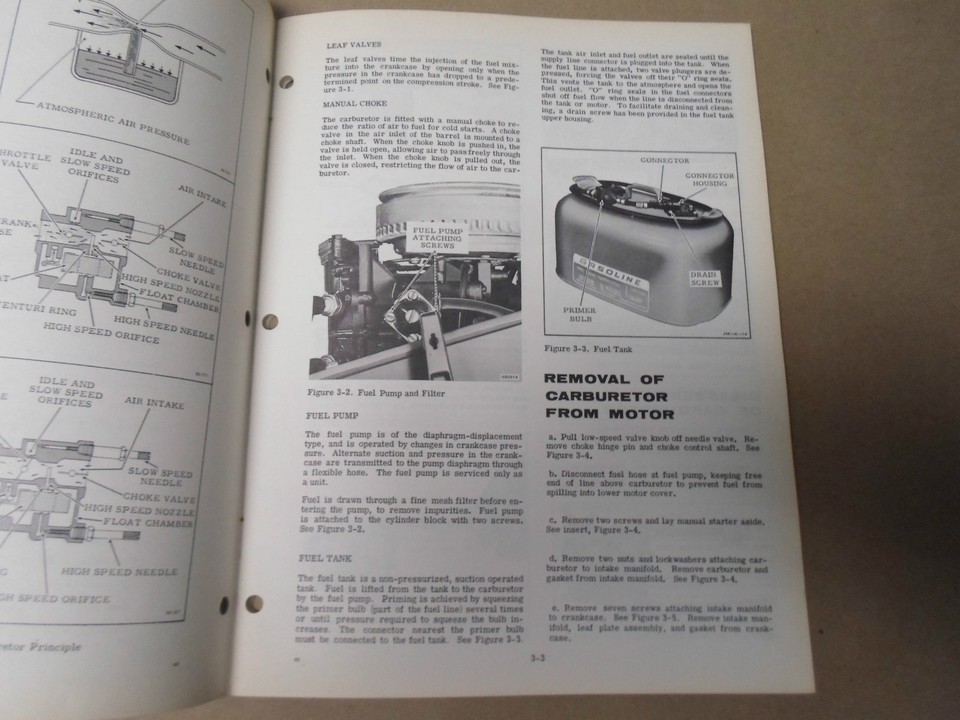 ATMOSPHERIC AIR PRESSURE
THROTTLE
VALVE
IDLE AND
SLOW SPEED
ORIFICES
AIR INTAKE
SLOW SPEED
NEEDLE
CHOKE VALVE
HIGH SPEED NOZZLE
FLOAT CHAMBER
VENTURI RING
HIGH SPEED NEEDLE
HIGH SPEED ORIFICE
IDLE AND
SLOW SPEED
ORIFICES
AIR INTAKE
SLOW SPEED
NEEDLE
CHOKE VALVE
HIGH SPEED NOZZLE
FLOAT CHAMBER
HIGH SPEED NEEDLE
SPEED ORIFICE
Principle
LEAF VALVES
The leaf valves time the injection of the fuel mix-
ture into the crankcase by opening only when the
pressure in the crankcase has dropped to a prede-
termined point on the compression stroke. See Fig-
ure 3-1.
MANUAL CHOKE
The carburetor is fitted with a manual choke to re-
duce the ratio of air to fuel for cold starts. A choke
valve in the air inlet of the barrel is mounted to a
choke shaft. When the choke knob is pushed in, the
valve is held open, allowing air to pass freely through
the inlet. When the choke knob is pulled out, the
valve is closed, restricting the flow of air to the car-
buretor.
FUEL PUMP
ATTACHING
SCREWS
Figure 3-2. Fuel Pump and Filter
FUEL PUMP
The fuel pump is of the diaphragm-displacement
type, and is operated by changes in crankcase pres-
sure. Alternate suction and pressure in the crank-
case are transmitted to the pump diaphragm through
flexible hose. The fuel pump is serviced only as
a unit.
Fuel is drawn through a fine mesh filter before en-
tering the pump, to remove impurities. Fuel pump
is attached to the cylinder block with two screws.
See Figure 3-2.
FUEL TANK
The fuel tank is a non-pressurized, suction operated
tank. Fuel is lifted from the tank to the carburetor
by the fuel pump. Priming is achieved by squeezing
the primer bulb (part of the fuel line) several times
or until pressure required to squeeze the bulb in-
creases. The connector nearest the primer bulb
must be connected to the fuel tank. See Figure 3-3.
The tank air inlet and fuel outlet are sealed until the
supply line connector is plugged into the tank. When
the fuel line is attached, two valve plungers are de-
pressed, forcing the valves off their "O" ring seats.
This vents the tank to the atmosphere and opens the
fuel outlet. "O" ring seals in the fuel connectors
shut off fuel flow when the line is disconnected from
the tank or motor. To facilitate draining and clean-
ing, a drain screw has been provided in the fuel tank
upper housing.
CONNECTOR
CONNECTOR
HOUSING
GASOLINE
DRAIN
SCREW
PRIMER
BULB
Figure 3-3. Fuel Tank
REMOVAL OF
CARBURETOR
FROM MOTOR
a. Pull low-speed valve knob off needle valve. Re-
move choke hinge pin and choke control shaft. See
Figure 3-4.
b. Disconnect fuel hose at fuel pump, keeping free
end of line above carburetor to prevent fuel from
spilling into lower motor cover.
c. Remove two screws and lay manual starter aside.
See insert, Figure 3-4.
d. Remove two nuts and lockwashers attaching car-
buretor to intake manifold. Remove carburetor and
gasket from intake manifold. See Figure 3-4.
e. Remove seven screws attaching intake manifold
to crankcase. See Figure 3-5. Remove intake man-
ifold, leaf plate assembly, and gasket from crank-
case.
3-3